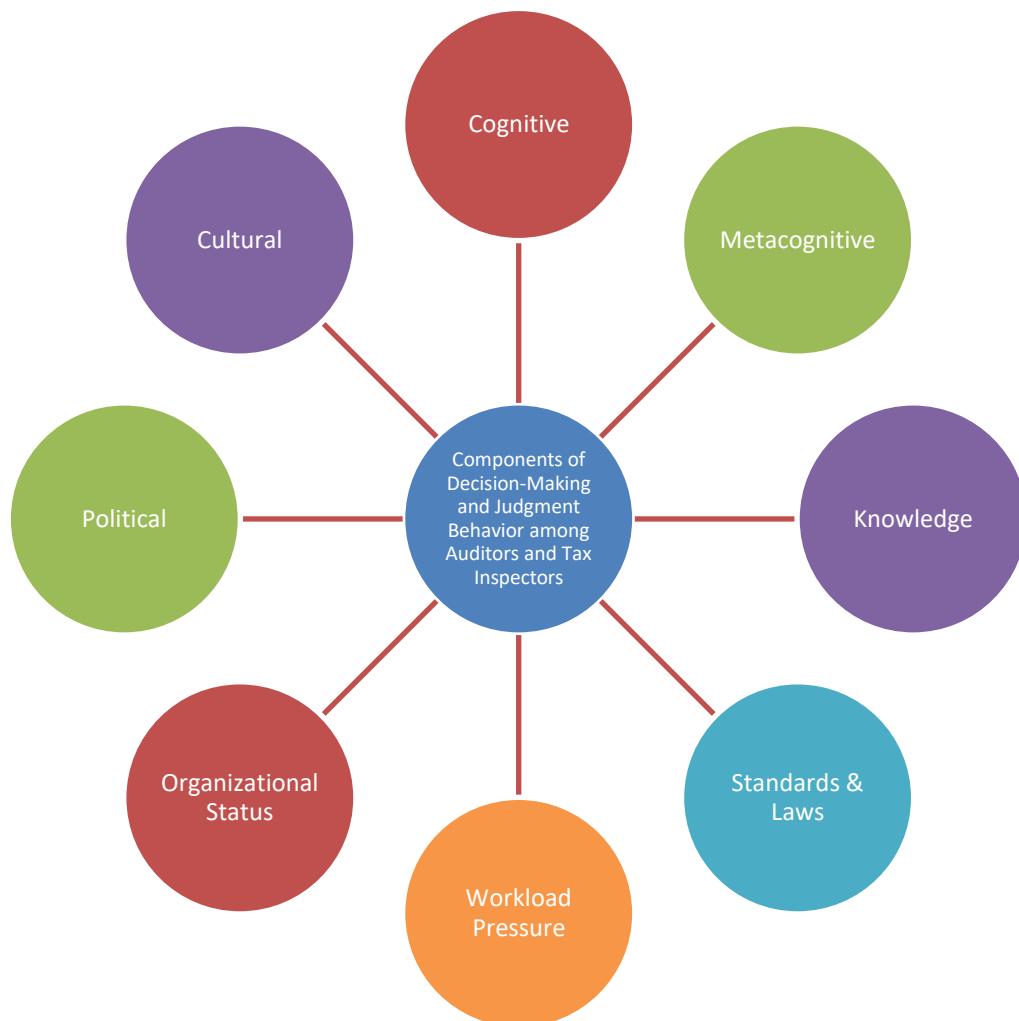 Cognitive
Metacognitive
Knowledge
Standards &
Laws
Workload
Pressure
Organizational
Status
Political
Cultural
Components of
Decision-Making
and Judgment
Behavior among
Auditors and Tax
Inspectors